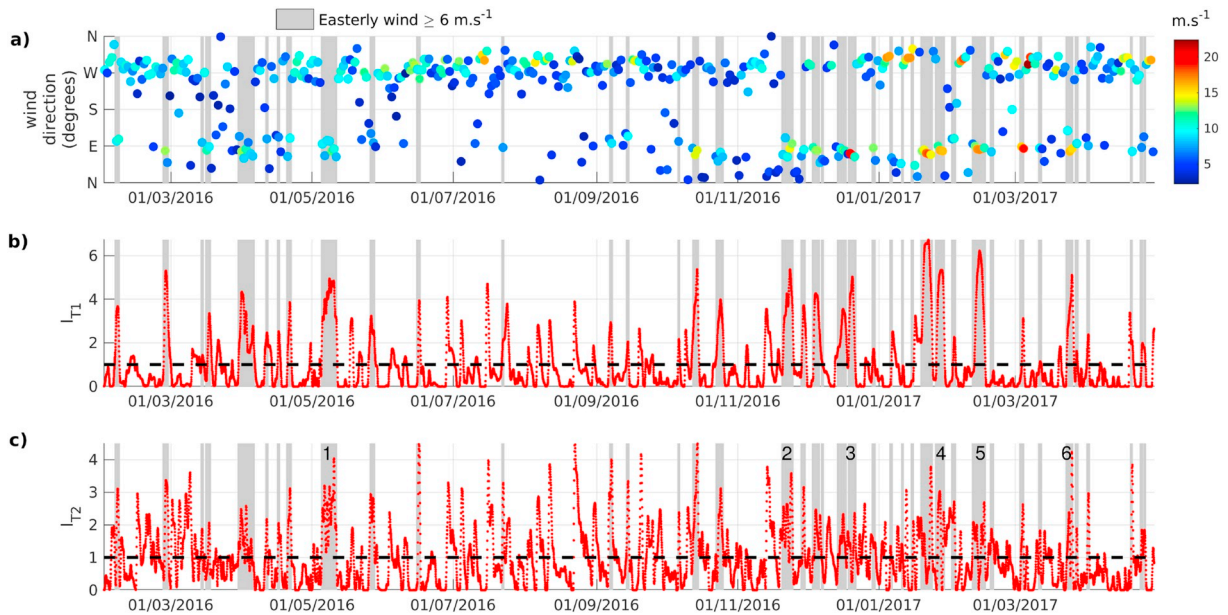 Easterly wind ≥ 6 m.s⁻¹
m.s⁻¹
a)
N
W
S
E
N
wind
direction
(degrees)
20
15
10
5
01/03/2016 01/05/2016 01/07/2016 01/09/2016 01/11/2016 01/01/2017 01/03/2017
b)
6
4
2
0
I_T1
01/03/2016 01/05/2016 01/07/2016 01/09/2016 01/11/2016 01/01/2017 01/03/2017
c)
4
3
2
1
0
I_T2
1 2 3 4 5 6
01/03/2016 01/05/2016 01/07/2016 01/09/2016 01/11/2016 01/01/2017 01/03/2017